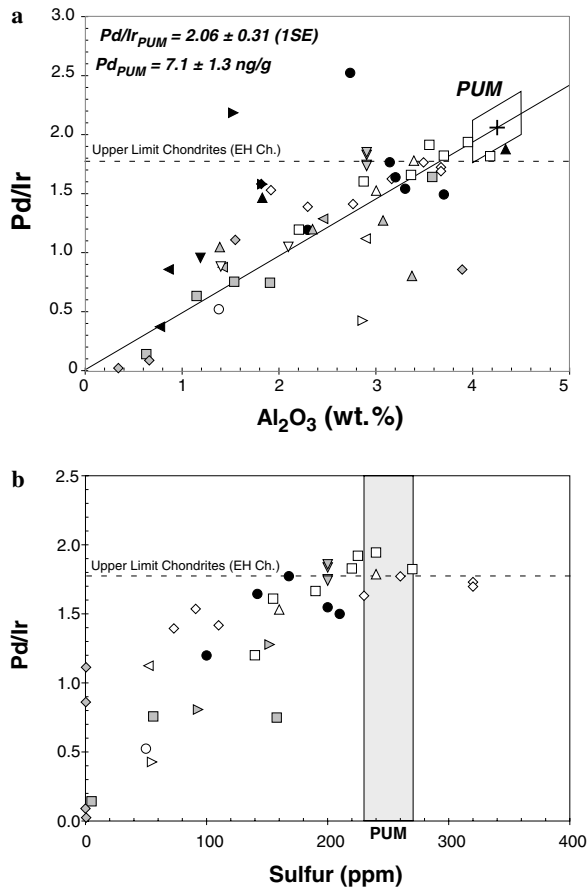 a
Pd/Ir_PUM = 2.06 ± 0.31 (1SE)
Pd_PUM = 7.1 ± 1.3 ng/g
PUM
Upper Limit Chondrites (EH Ch.)
Pd/Ir
3.0
2.5
2.0
1.5
1.0
0.5
0
0 1 2 3 4 5
Al₂O₃ (wt.%)
b
Upper Limit Chondrites (EH Ch.)
Pd/Ir
2.5
2.0
1.5
1.0
0.5
0.0
0 100 200 300 400
PUM
Sulfur (ppm)